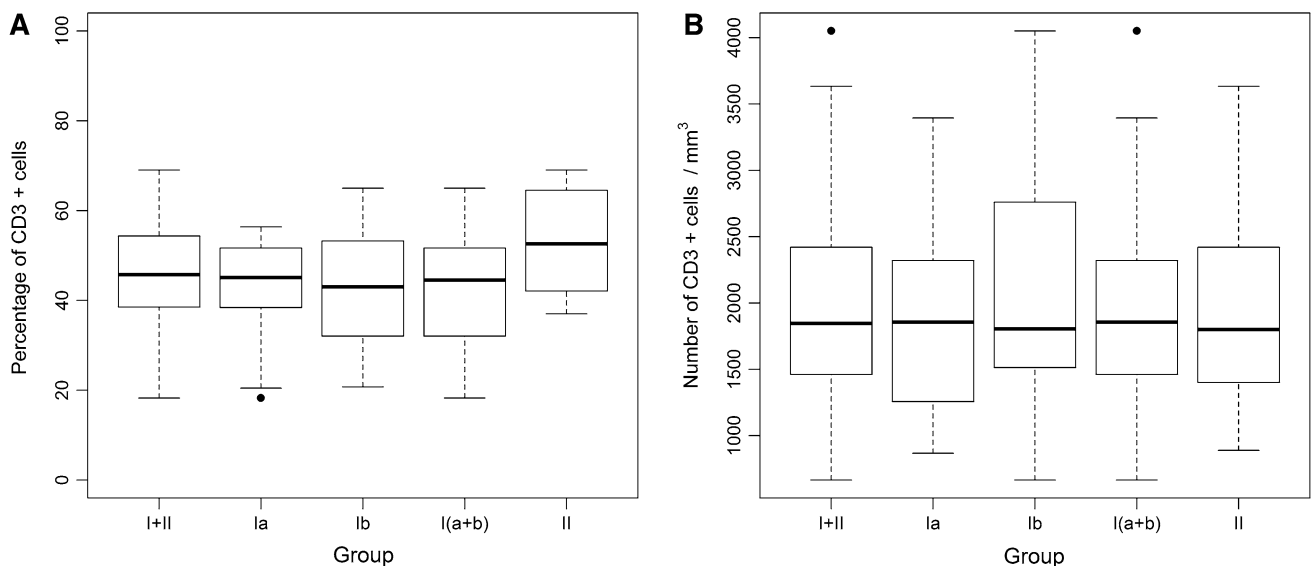 A
Percentage of CD3 + cells
100
80
60
40
20
0
I+II Ia Ib I(a+b) II
Group
B
Number of CD3 + cells / mm³
4000
3500
3000
2500
2000
1500
1000
I+II Ia Ib I(a+b) II
Group